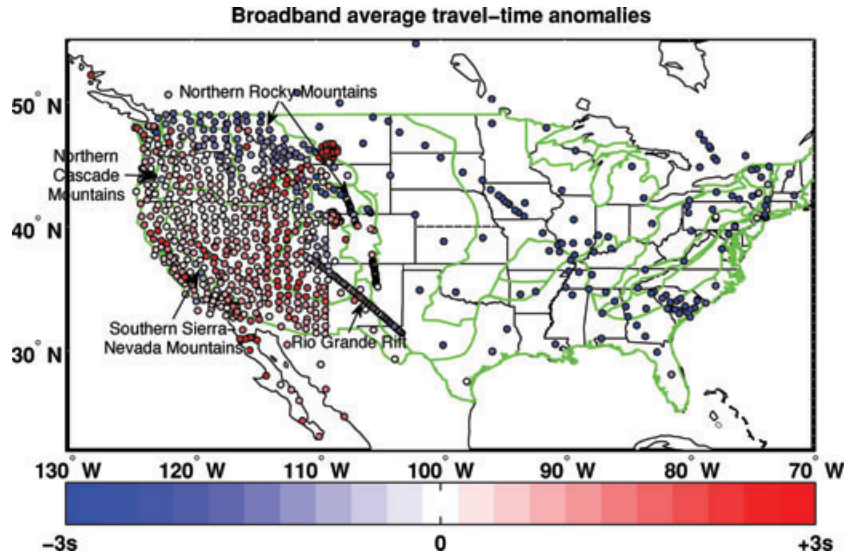 Broadband average travel−time anomalies
50° N
40° N
30° N
Northern Rocky Mountains
Northern
Cascade
Mountains
Southern Sierra−
Nevada Mountains
Rio Grande Rift
130° W 120° W 110° W 100° W 90° W 80° W 70° W
−3s 0 +3s